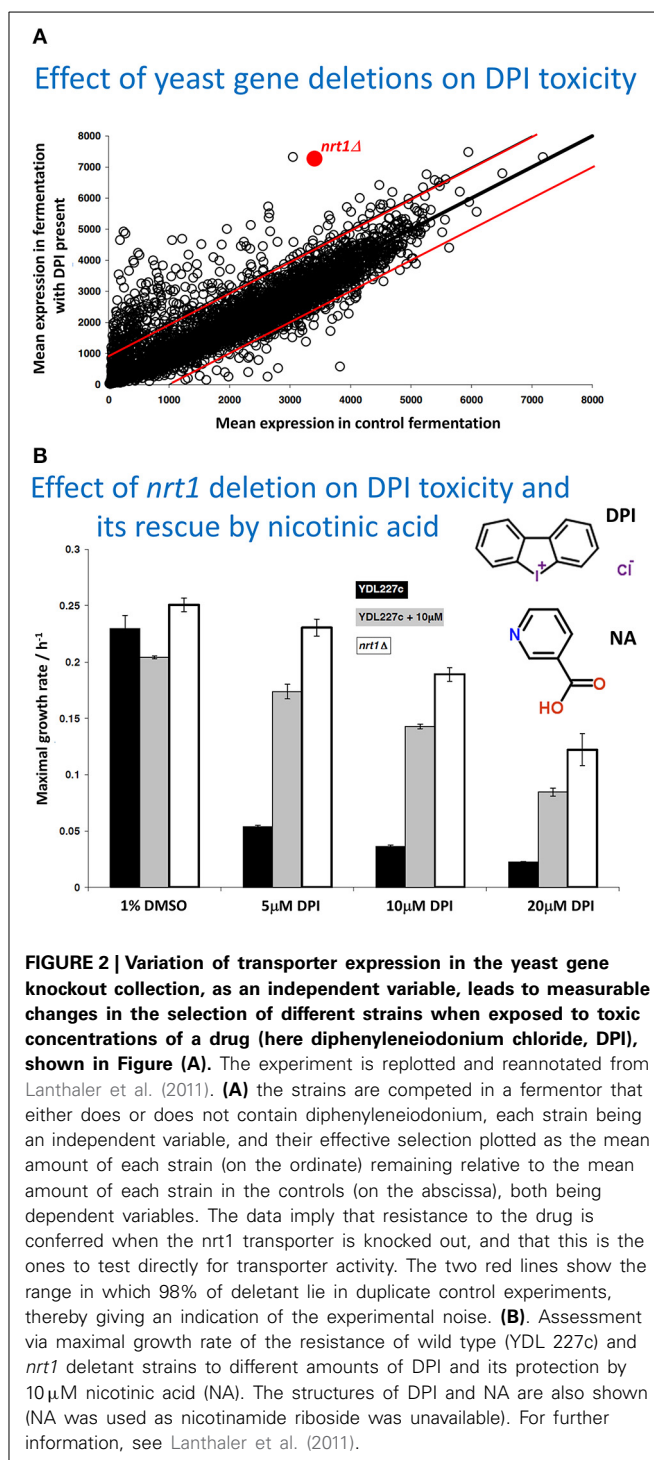 A
Effect of yeast gene deletions on DPI toxicity
8000
7000
6000
5000
4000
3000
2000
1000
0
Mean expression in fermentation
with DPI present
nrt1Δ
0 1000 2000 3000 4000 5000 6000 7000 8000
Mean expression in control fermentation
B
Effect of nrt1 deletion on DPI toxicity and
its rescue by nicotinic acid
0.3
0.25
0.2
0.15
0.1
0.05
0
Maximal growth rate / h⁻¹
YDL227c
YDL227c + 10μM
nrt1Δ
DPI
I⁺
Cl⁻
N
NA
O
HO
1% DMSO 5μM DPI 10μM DPI 20μM DPI
FIGURE 2 | Variation of transporter expression in the yeast gene
knockout collection, as an independent variable, leads to measurable
changes in the selection of different strains when exposed to toxic
concentrations of a drug (here diphenyleneiodonium chloride, DPI),
shown in Figure (A). The experiment is replotted and reannotated from
Lanthaler et al. (2011). (A) the strains are competed in a fermentor that
either does or does not contain diphenyleneiodonium, each strain being
an independent variable, and their effective selection plotted as the mean
amount of each strain (on the ordinate) remaining relative to the mean
amount of each strain in the controls (on the abscissa), both being
dependent variables. The data imply that resistance to the drug is
conferred when the nrt1 transporter is knocked out, and that this is the
ones to test directly for transporter activity. The two red lines show the
range in which 98% of deletant lie in duplicate control experiments,
thereby giving an indication of the experimental noise. (B). Assessment
via maximal growth rate of the resistance of wild type (YDL 227c) and
nrt1 deletant strains to different amounts of DPI and its protection by
10 μM nicotinic acid (NA). The structures of DPI and NA are also shown
(NA was used as nicotinamide riboside was unavailable). For further
information, see Lanthaler et al. (2011).